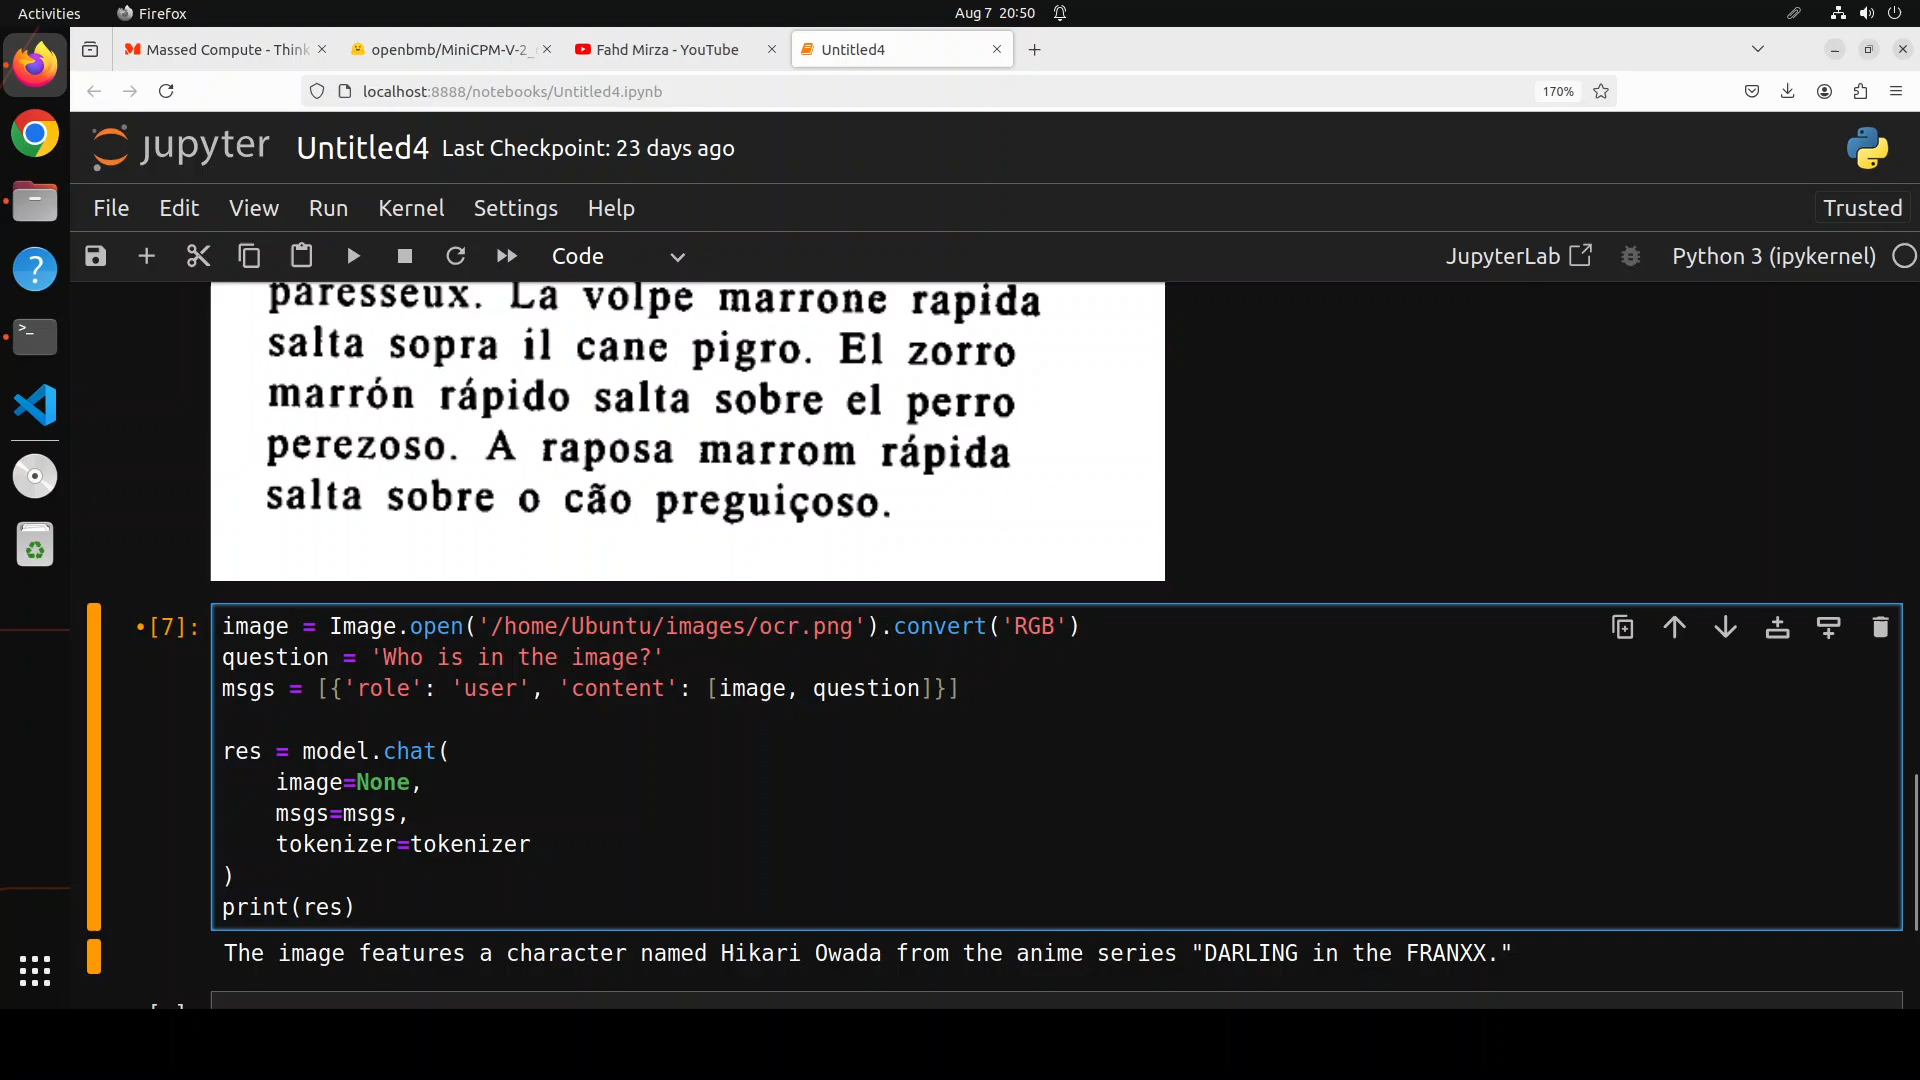 Activities Firefox Aug 7 20:50
Massed Compute - Think openbmb/MiniCPM-V-2_ Fahd Mirza - YouTube Untitled4
localhost:8888/notebooks/Untitled4.ipynb 170%
jupyter Untitled4 Last Checkpoint: 23 days ago
File Edit View Run Kernel Settings Help Trusted
Code JupyterLab Python 3 (ipykernel)
paresseux. La volpe marrone rapida
salta sopra il cane pigro. El zorro
marrón rápido salta sobre el perro
perezoso. A raposa marrom rápida
salta sobre o cão preguiçoso.
•[7]: image = Image.open('/home/Ubuntu/images/ocr.png').convert('RGB')
question = 'Who is in the image?'
msgs = [{'role': 'user', 'content': [image, question]}]
res = model.chat(
image=None,
msgs=msgs,
tokenizer=tokenizer
)
print(res)
The image features a character named Hikari Owada from the anime series "DARLING in the FRANXX."